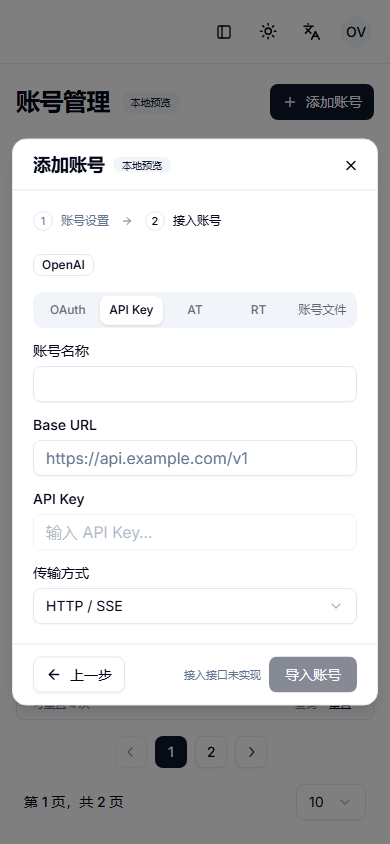 OV
账号管理 本地预览 + 添加账号
添加账号 本地预览
1 账号设置 → 2 接入账号
OpenAI
OAuth API Key AT RT 账号文件
账号名称
Base URL
https://api.example.com/v1
API Key
输入 API Key...
传输方式
HTTP / SSE
← 上一步 接入接口未实现 导入账号
1 2
第 1 页，共 2 页 10